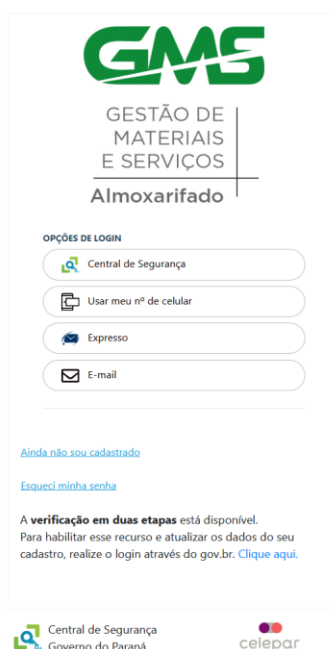 GMS
GESTÃO DE
MATERIAIS
E SERVIÇOS
Almoxarifado
OPÇÕES DE LOGIN
Central de Segurança
Usar meu nº de celular
Expresso
E-mail
Ainda não sou cadastrado
Esqueci minha senha
A verificação em duas etapas está disponível.
Para habilitar esse recurso e atualizar os dados do seu
cadastro, realize o login através do gov.br. Clique aqui.
Central de Segurança
Governo do Paraná
celepar